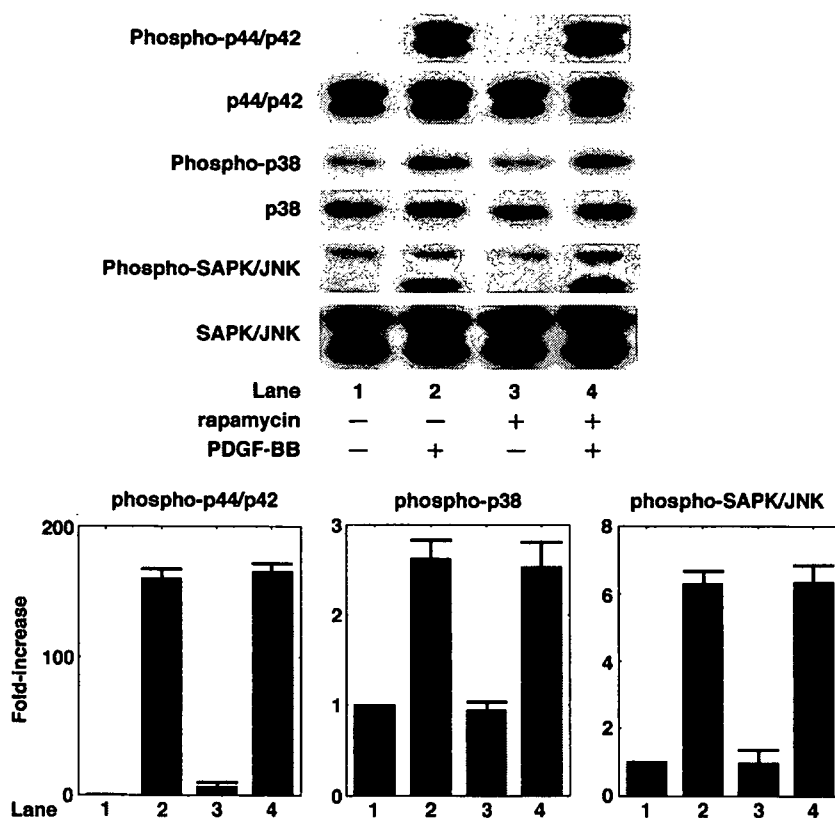 Phospho-p44/p42
p44/p42
Phospho-p38
p38
Phospho-SAPK/JNK
SAPK/JNK
Lane 1 2 3 4
rapamycin — — + +
PDGF-BB — + — +
phospho-p44/p42
phospho-p38
phospho-SAPK/JNK
Fold-increase
200
100
0
3
2
1
0
8
6
4
2
0
Lane 1 2 3 4
1 2 3 4
1 2 3 4